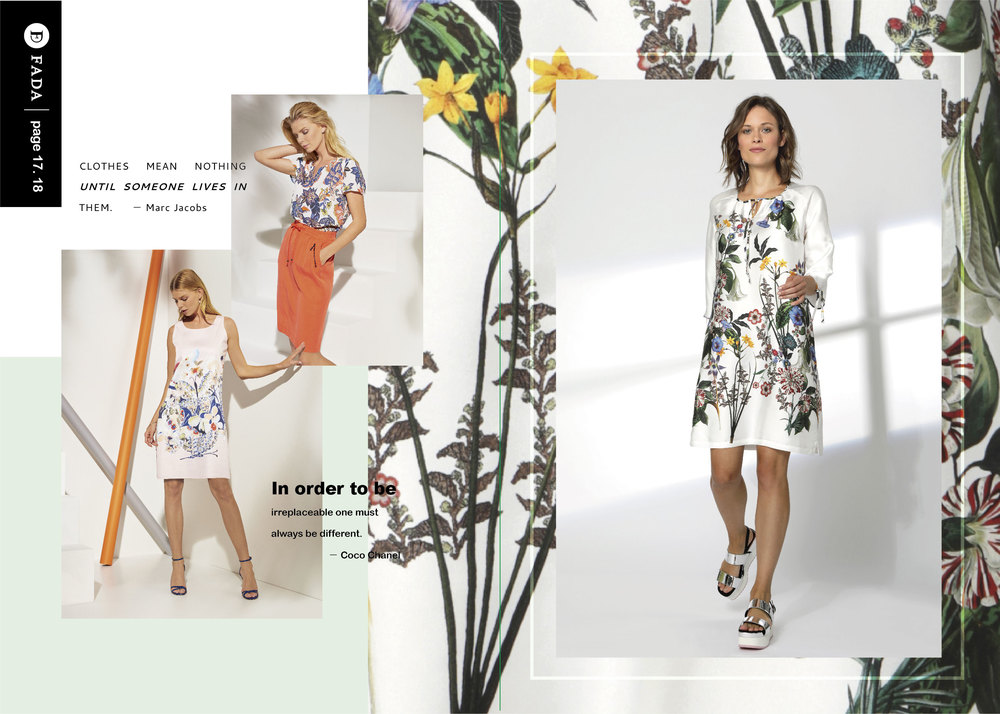 FADA | page 17. 18
CLOTHES MEAN NOTHING
UNTIL SOMEONE LIVES IN
THEM. — Marc Jacobs
In order to be
irreplaceable one must
always be different.
— Coco Chanel